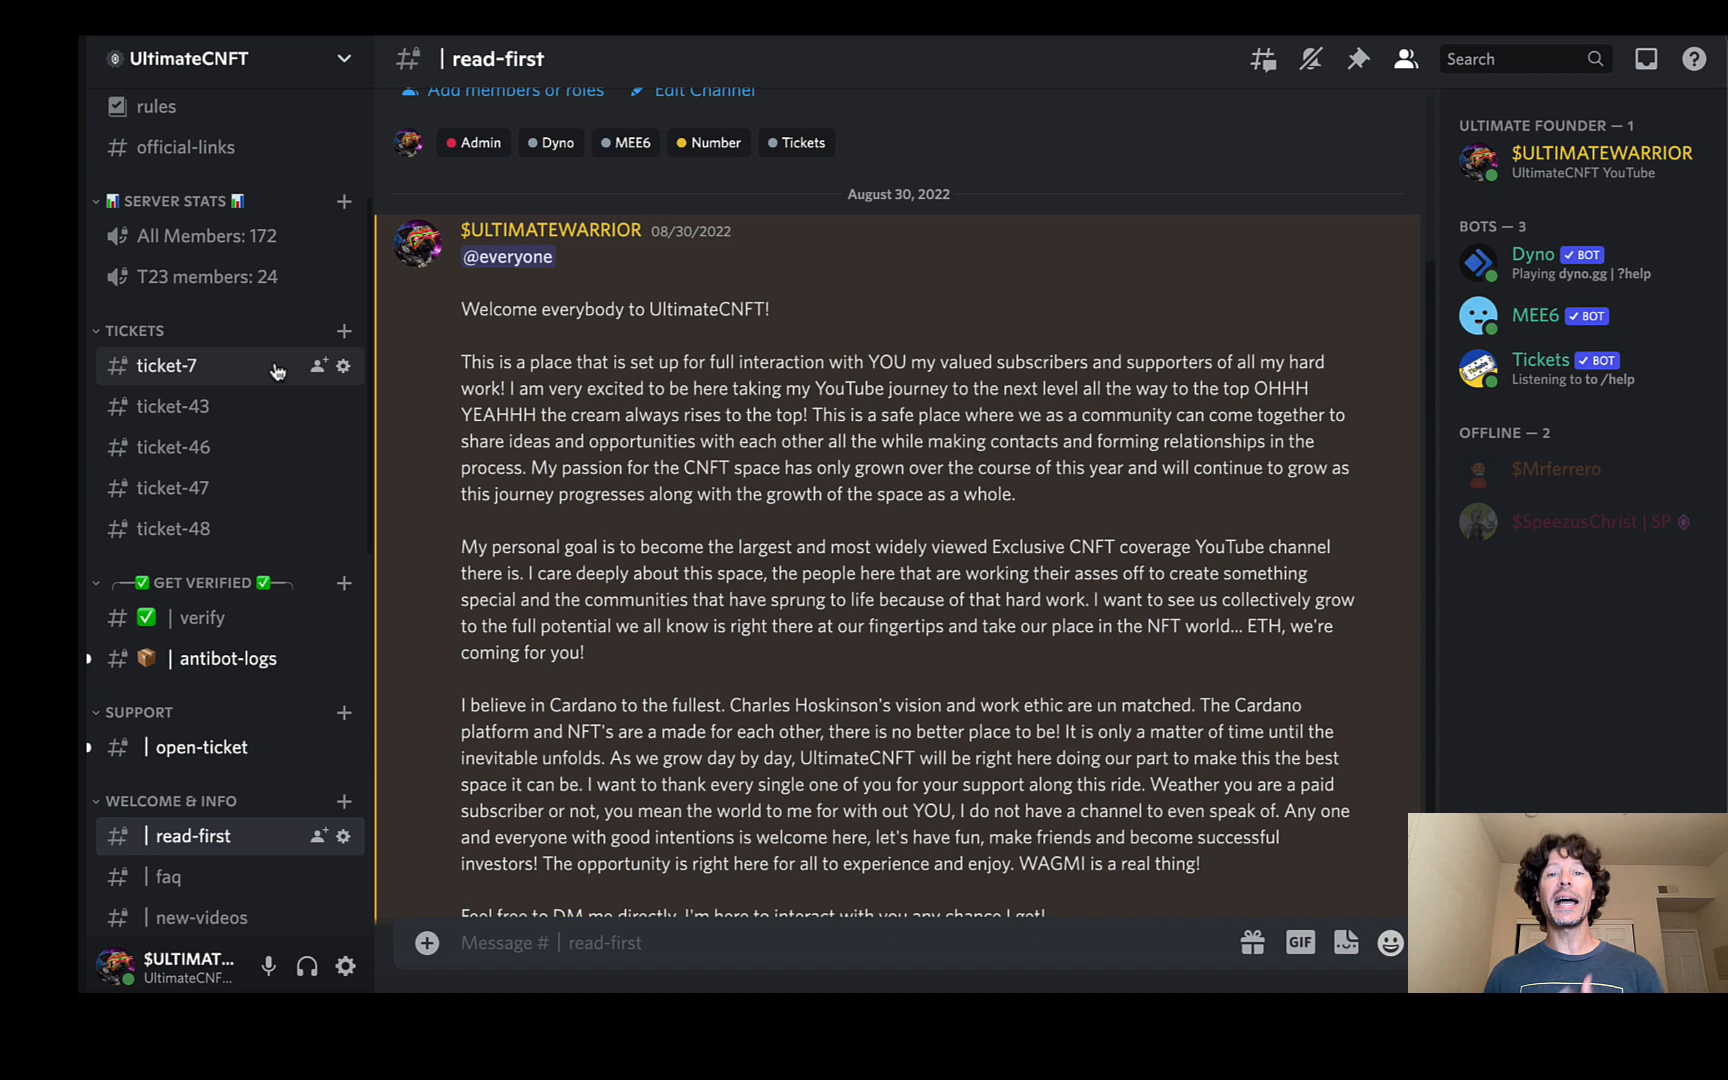 UltimateCNFT
rules
# official-links
SERVER STATS
All Members: 172
T23 members: 24
TICKETS
ticket-7
ticket-43
ticket-46
ticket-47
ticket-48
GET VERIFIED
| verify
| antibot-logs
SUPPORT
| open-ticket
WELCOME & INFO
| read-first
| faq
| new-videos
$ULTIMAT...
UltimateCNF...
| read-first
Search
Add members or roles
Edit Channel
Admin
Dyno
MEE6
Number
Tickets
August 30, 2022
$ULTIMATEWARRIOR 08/30/2022
@everyone
Welcome everybody to UltimateCNFT!
This is a place that is set up for full interaction with YOU my valued subscribers and supporters of all my hard
work! I am very excited to be here taking my YouTube journey to the next level all the way to the top OHHH
YEAHHH the cream always rises to the top! This is a safe place where we as a community can come together to
share ideas and opportunities with each other all the while making contacts and forming relationships in the
process. My passion for the CNFT space has only grown over the course of this year and will continue to grow as
this journey progresses along with the growth of the space as a whole.
My personal goal is to become the largest and most widely viewed Exclusive CNFT coverage YouTube channel
there is. I care deeply about this space, the people here that are working their asses off to create something
special and the communities that have sprung to life because of that hard work. I want to see us collectively grow
to the full potential we all know is right there at our fingertips and take our place in the NFT world... ETH, we're
coming for you!
I believe in Cardano to the fullest. Charles Hoskinson's vision and work ethic are un matched. The Cardano
platform and NFT's are a made for each other, there is no better place to be! It is only a matter of time until the
inevitable unfolds. As we grow day by day, UltimateCNFT will be right here doing our part to make this the best
space it can be. I want to thank every single one of you for your support along this ride. Weather you are a paid
subscriber or not, you mean the world to me for with out YOU, I do not have a channel to even speak of. Any one
and everyone with good intentions is welcome here, let's have fun, make friends and become successful
investors! The opportunity is right here for all to experience and enjoy. WAGMI is a real thing!
Feel free to DM me directly, I'm here to interact with you any chance I get!
Message # | read-first
GIF
ULTIMATE FOUNDER — 1
$ULTIMATEWARRIOR
UltimateCNFT YouTube
BOTS — 3
Dyno BOT
Playing dyno.gg | ?help
MEE6 BOT
Tickets BOT
Listening to to /help
OFFLINE — 2
$Mrferrero
$SpeezusChrist | SP